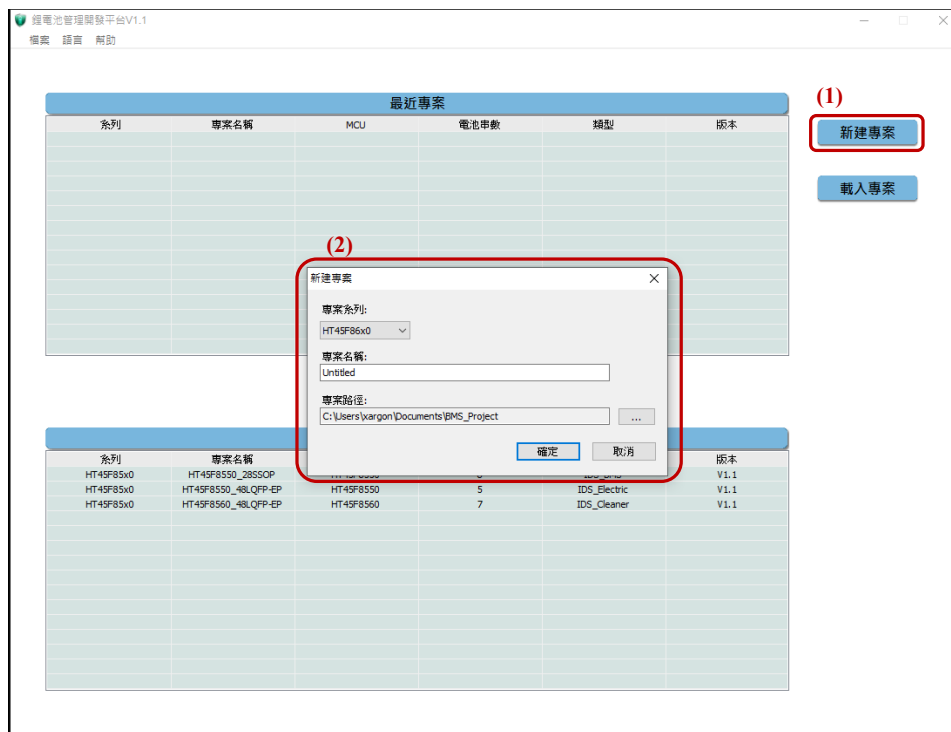 鋰電池管理開發平台V1.1
檔案 語言 幫助
最近專案
(1)
系列 專案名稱 MCU 電池串數 類型 版本
新建專案
載入專案
(2)
新建專案
專案系列:
HT45F86x0
專案名稱:
Untitled
專案路徑:
C:\Users\xargon\Documents\BMS_Project
...
確定 取消
系列 專案名稱 版本
HT45F85x0 HT45F8550_28SSOP V1.1
HT45F85x0 HT45F8550_48LQFP-EP HT45F8550 5 IDS_Electric V1.1
HT45F85x0 HT45F8560_48LQFP-EP HT45F8560 7 IDS_Cleaner V1.1